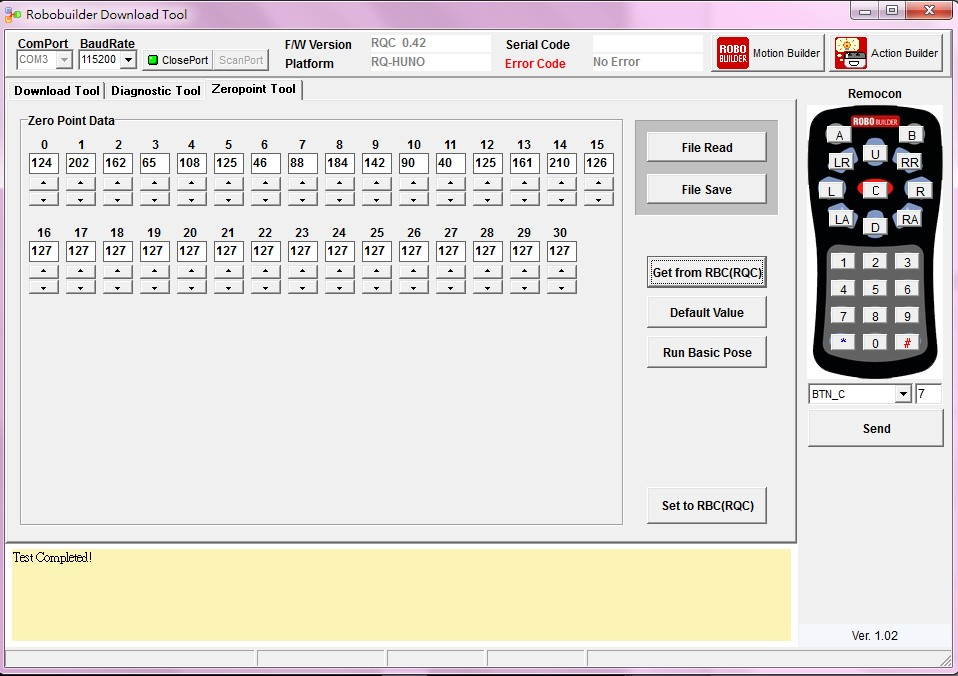 Robobuilder Download Tool
ComPort BaudRate F/W Version RQC 0.42 Serial Code
COM3 115200 ClosePort ScanPort Platform RQ-HUNO Error Code No Error
ROBO BUILDER Motion Builder Action Builder
Download Tool Diagnostic Tool Zeropoint Tool
Zero Point Data
0 1 2 3 4 5 6 7 8 9 10 11 12 13 14 15
124 202 162 65 108 125 46 88 184 142 90 40 125 161 210 126
16 17 18 19 20 21 22 23 24 25 26 27 28 29 30
127 127 127 127 127 127 127 127 127 127 127 127 127 127 127
File Read
File Save
Get from RBC(RQC)
Default Value
Run Basic Pose
Set to RBC(RQC)
Remocon
ROBO BUILDER
A B
LR U RR
L C R
LA D RA
1 2 3
4 5 6
7 8 9
* 0 #
BTN_C 7
Send
Test Completed!
Ver. 1.02